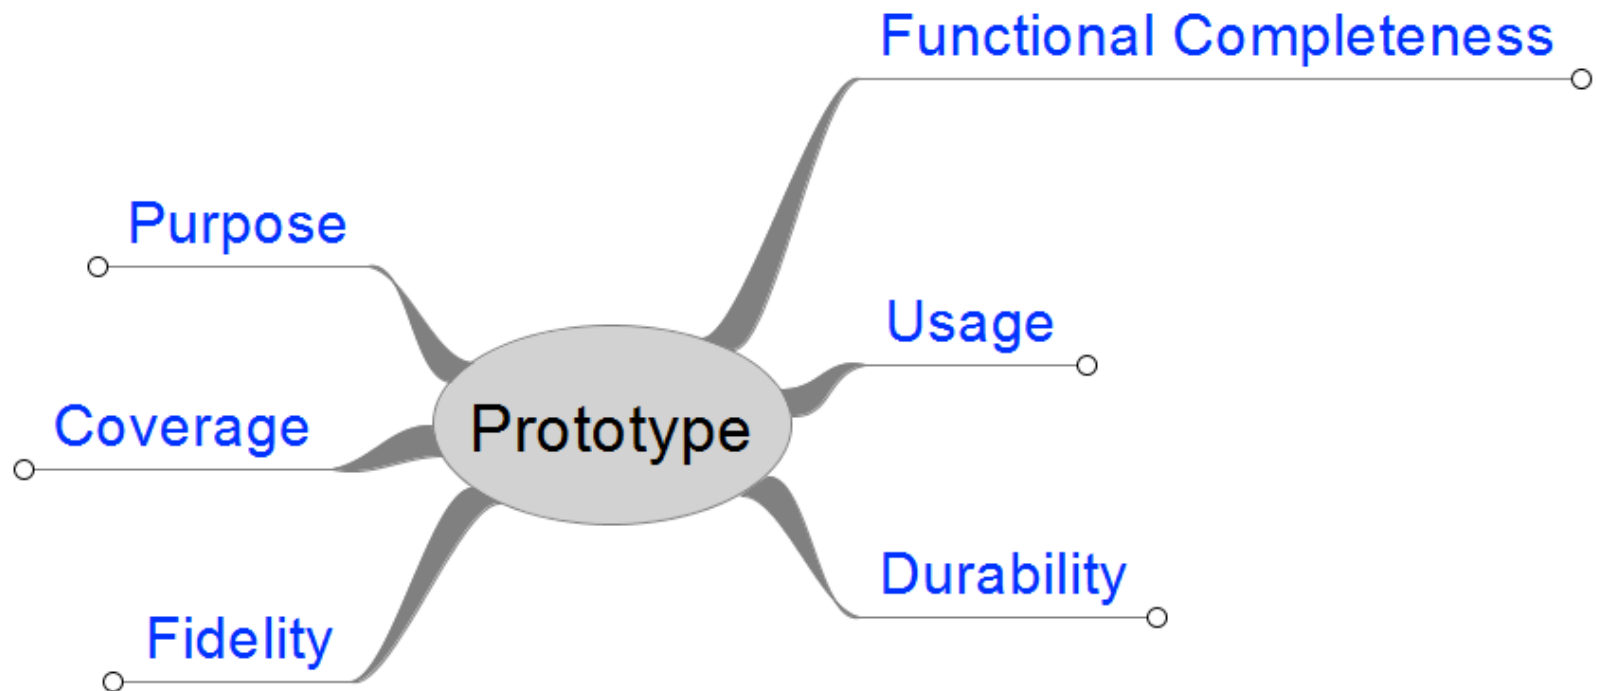 Functional Completeness
Purpose
Usage
Coverage
Prototype
Durability
Fidelity